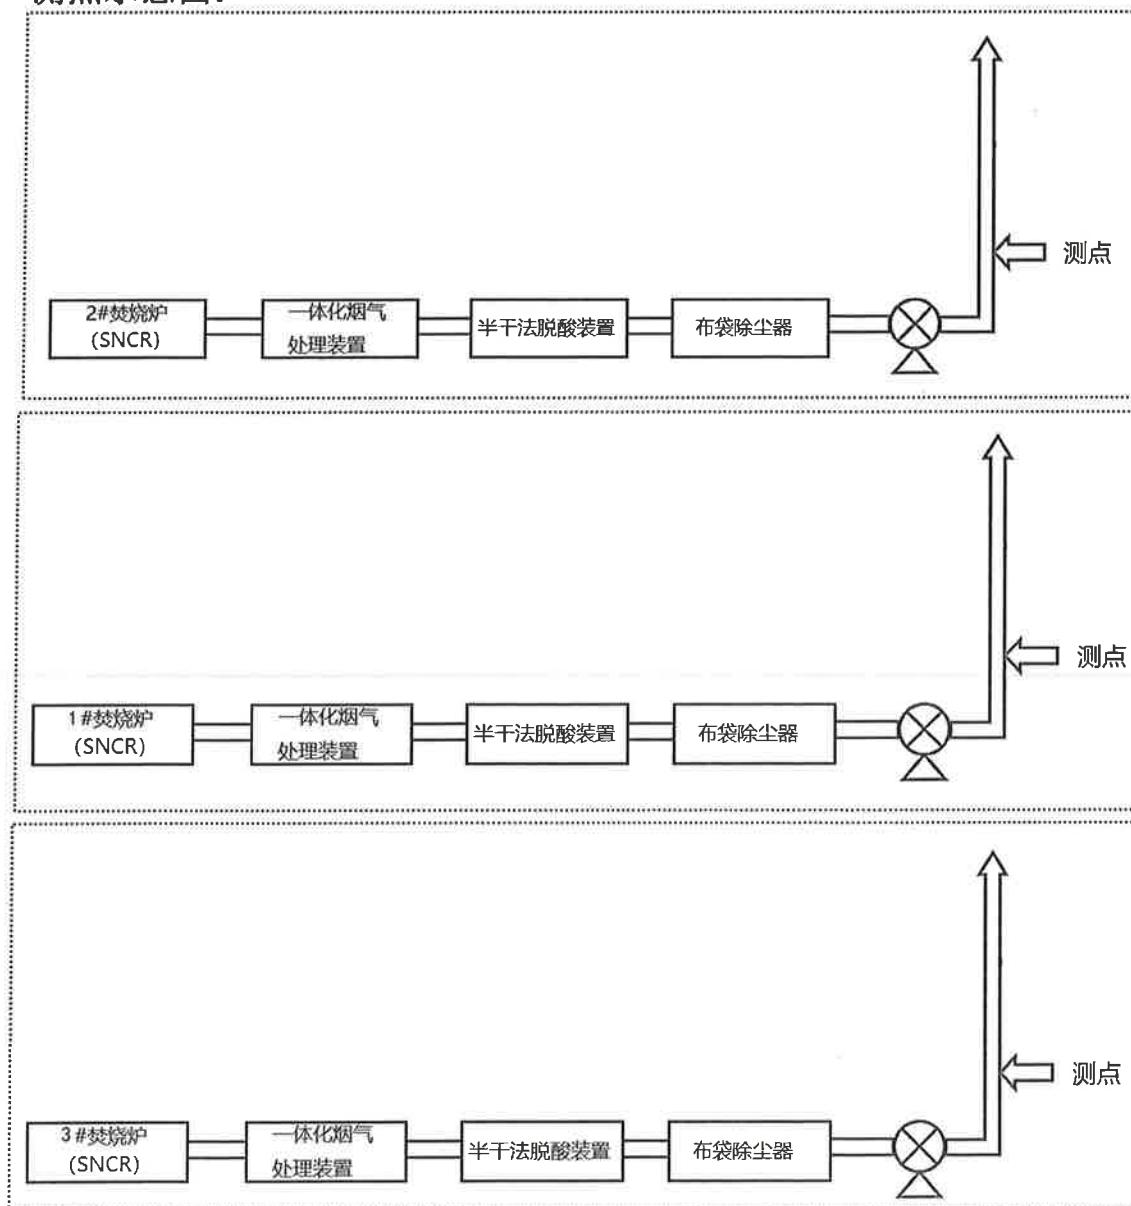 测点
2#焚烧炉
(SNCR)
一体化烟气
处理装置
半干法脱酸装置
布袋除尘器
测点
1#焚烧炉
(SNCR)
一体化烟气
处理装置
半干法脱酸装置
布袋除尘器
测点
3#焚烧炉
(SNCR)
一体化烟气
处理装置
半干法脱酸装置
布袋除尘器